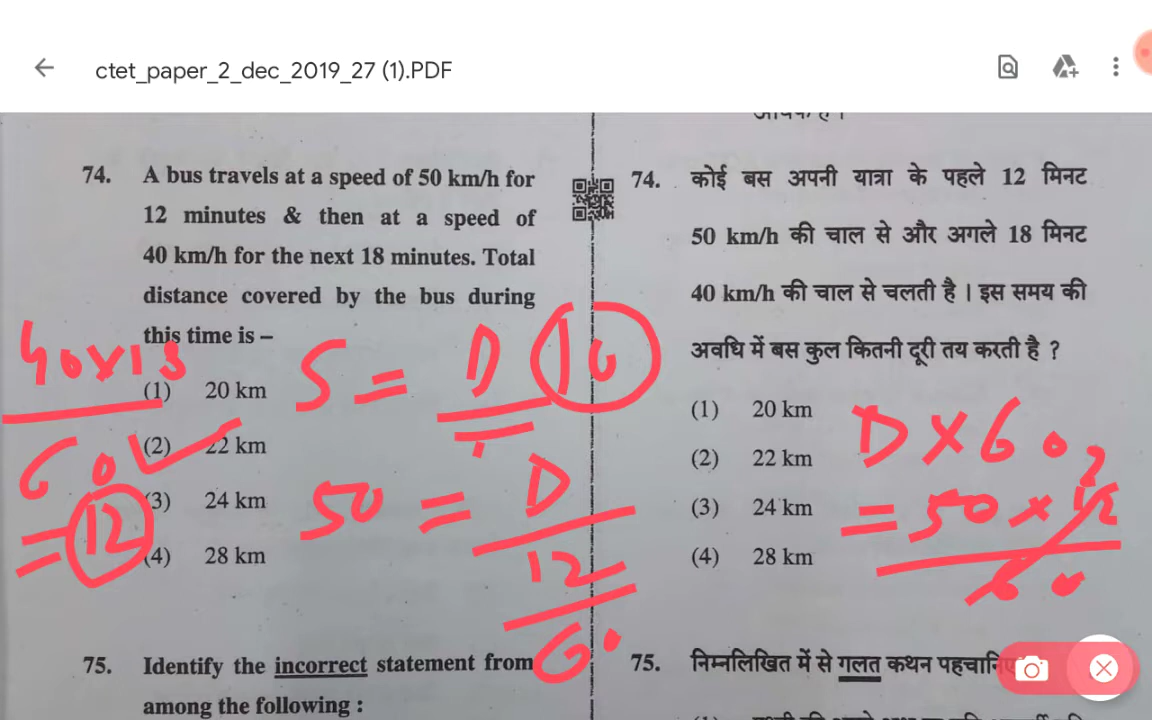 ctet_paper_2_dec_2019_27 (1).PDF
74. A bus travels at a speed of 50 km/h for
12 minutes & then at a speed of
40 km/h for the next 18 minutes. Total
distance covered by the bus during
this time is –
(1) 20 km
(2) 22 km
(3) 24 km
(4) 28 km
75. Identify the incorrect statement from
among the following :
40x18
60
= 12
S = D
50 = D
12
60
10
74. कोई बस अपनी यात्रा के पहले 12 मिनट
50 km/h की चाल से और अगले 18 मिनट
40 km/h की चाल से चलती है । इस समय की
अवधि में बस कुल कितनी दूरी तय करती है ?
(1) 20 km
(2) 22 km
(3) 24 km
(4) 28 km
D x 60
= 50 x 12
60
75. निम्नलिखित में से गलत कथन